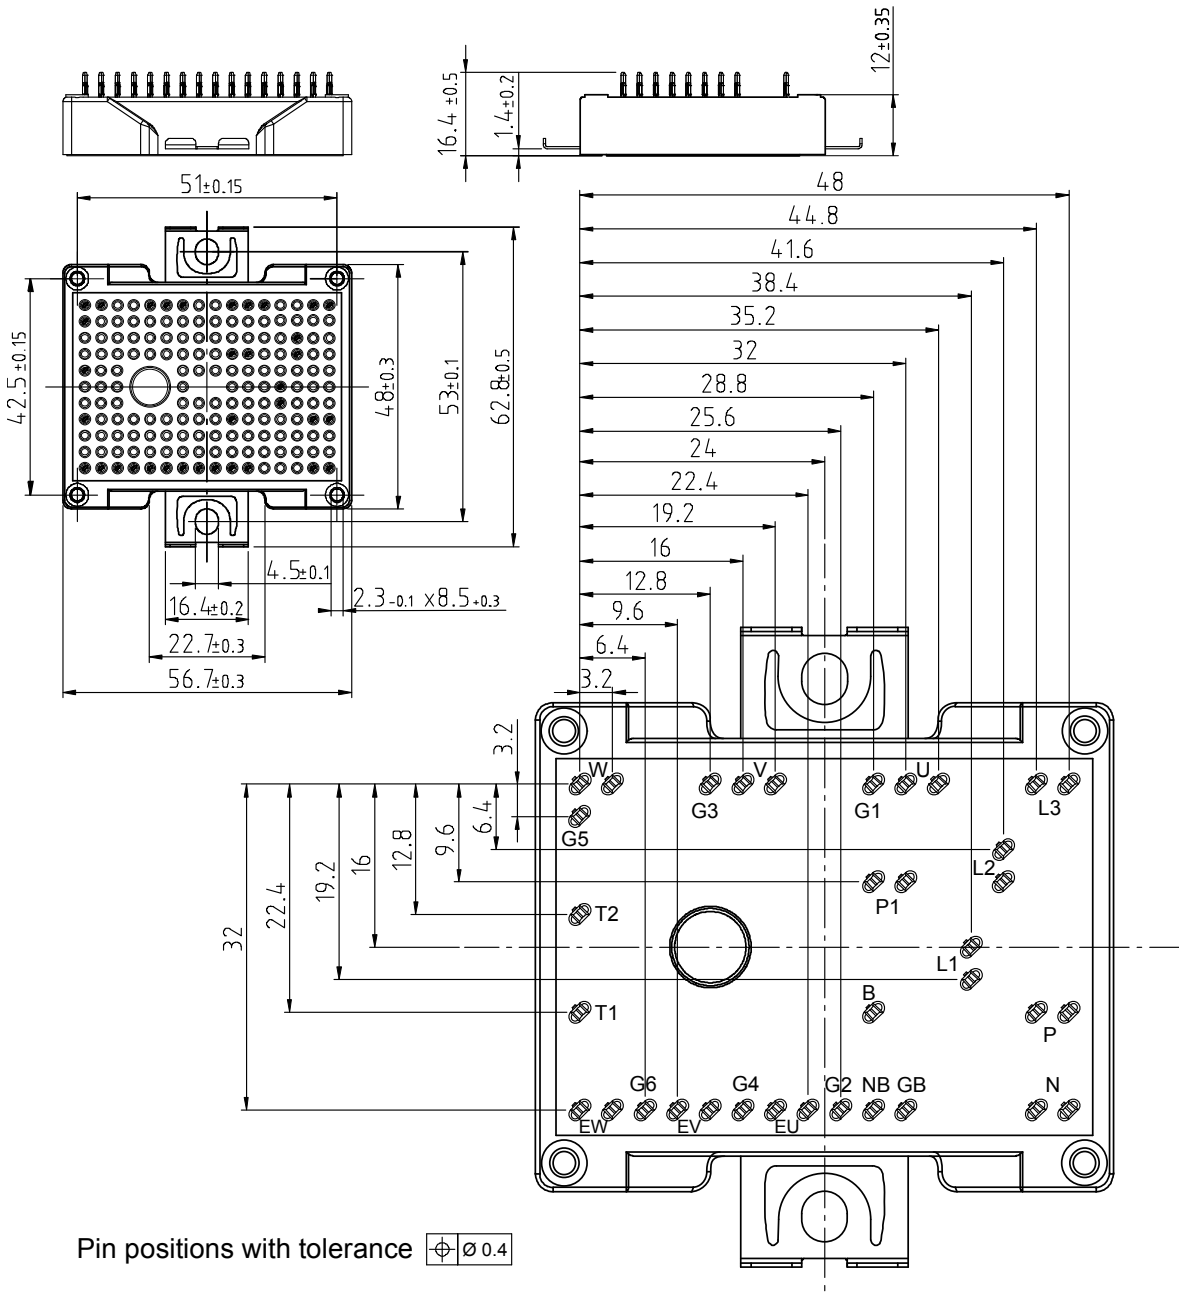 16.4 ±0.5
1.4±0.2
12±0.35
51±0.15
42.5 ±0.15
48±0.3
53±0.1
62.8±0.5
4.5±0.1
16.4±0.2
2.3-0.1 x8.5+0.3
22.7±0.3
56.7±0.3
48
44.8
41.6
38.4
35.2
32
28.8
25.6
24
22.4
19.2
16
12.8
9.6
6.4
3.2
3.2
6.4
9.6
12.8
16
19.2
22.4
32
W
G3
V
G1
U
L3
G5
L2
P1
T2
L1
T1
B
P
G6
G4
G2
NB
GB
N
EW
EV
EU
Pin positions with tolerance ⌖ Ø 0.4